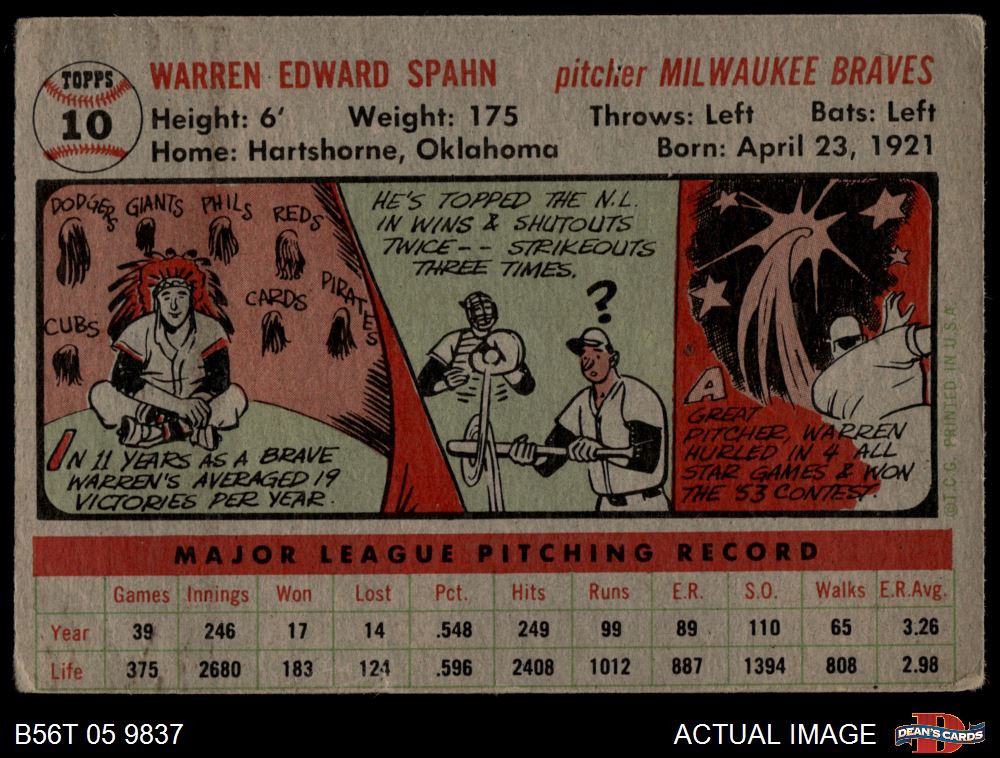 TOPPS
10
WARREN EDWARD SPAHN pitcher MILWAUKEE BRAVES
Height: 6' Weight: 175 Throws: Left Bats: Left
Home: Hartshorne, Oklahoma Born: April 23, 1921
DODGERS GIANTS PHILS REDS
CUBS CARDS PIRATES
IN 11 YEARS AS A BRAVE
WARREN'S AVERAGED 19
VICTORIES PER YEAR.
HE'S TOPPED THE N.L.
IN WINS & SHUTOUTS
TWICE -- STRIKEOUTS
THREE TIMES.
?
A
GREAT
PITCHER, WARREN
HURLED IN 4 ALL
STAR GAMES & WON
THE '53 CONTEST.
©T.C.G. PRINTED IN U.S.A.
MAJOR LEAGUE PITCHING RECORD
Games Innings Won Lost Pct. Hits Runs E.R. S.O. Walks E.R.Avg.
Year 39 246 17 14 .548 249 99 89 110 65 3.26
Life 375 2680 183 124 .596 2408 1012 887 1394 808 2.98
B56T 05 9837 ACTUAL IMAGE
DEAN'S CARDS